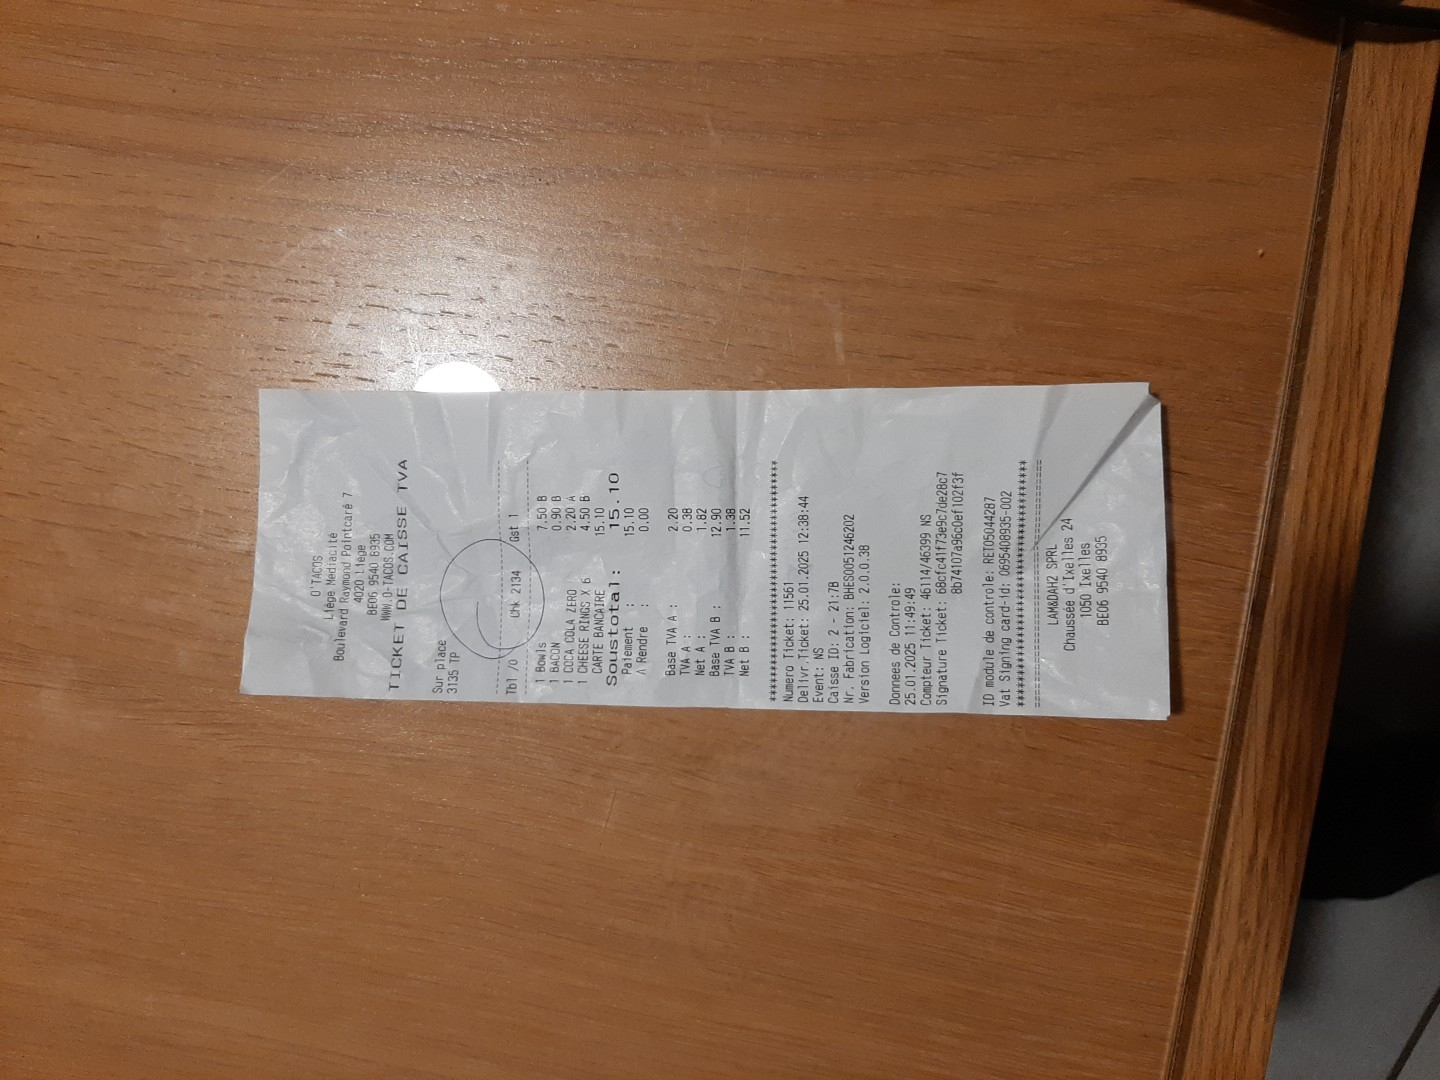 O'TACOS
Liège Mediacité
Boulevard Raymond Pointcaré 7
4020 Liège
BE06 9540 8935
WWW.O-TACOS.COM
TICKET DE CAISSE TVA
Sur place
3135 TP
Tbl /0 Chk 2134 Gst 1
1 Bowls 7.50 B
1 BACON 0.90 B
1 COCA COLA ZERO 2.20 A
1 CHEESE RINGS X 6 4.50 B
CARTE BANCAIRE 15.10
Soustotal: 15.10
Paiement : 15.10
A Rendre : 0.00
Base TVA A : 2.20
TVA A : 0.38
Net A : 1.82
Base TVA B : 12.90
TVA B : 1.38
Net B : 11.52
****************************************
Numero Ticket: 11561
Delivr.Ticket: 25.01.2025 12:38:44
Event: NS
Caisse ID: 2 - 21:7B
Nr. Fabrication: BHES0051246202
Version Logiciel: 2.0.0.3B
Donnees de Controle:
25.01.2025 11:49:49
Compteur Ticket: 46114/46399 NS
Signature Ticket: 68cfc41f73e9c7de28c7
8b74107a96c0ef102f3f
ID module de controle: RET05044287
Vat Signing card-id: 0695408935-002
****************************************
========================================
LAM&DAH2 SPRL
Chaussée d'Ixelles 24
1050 Ixelles
BE06 9540 8935